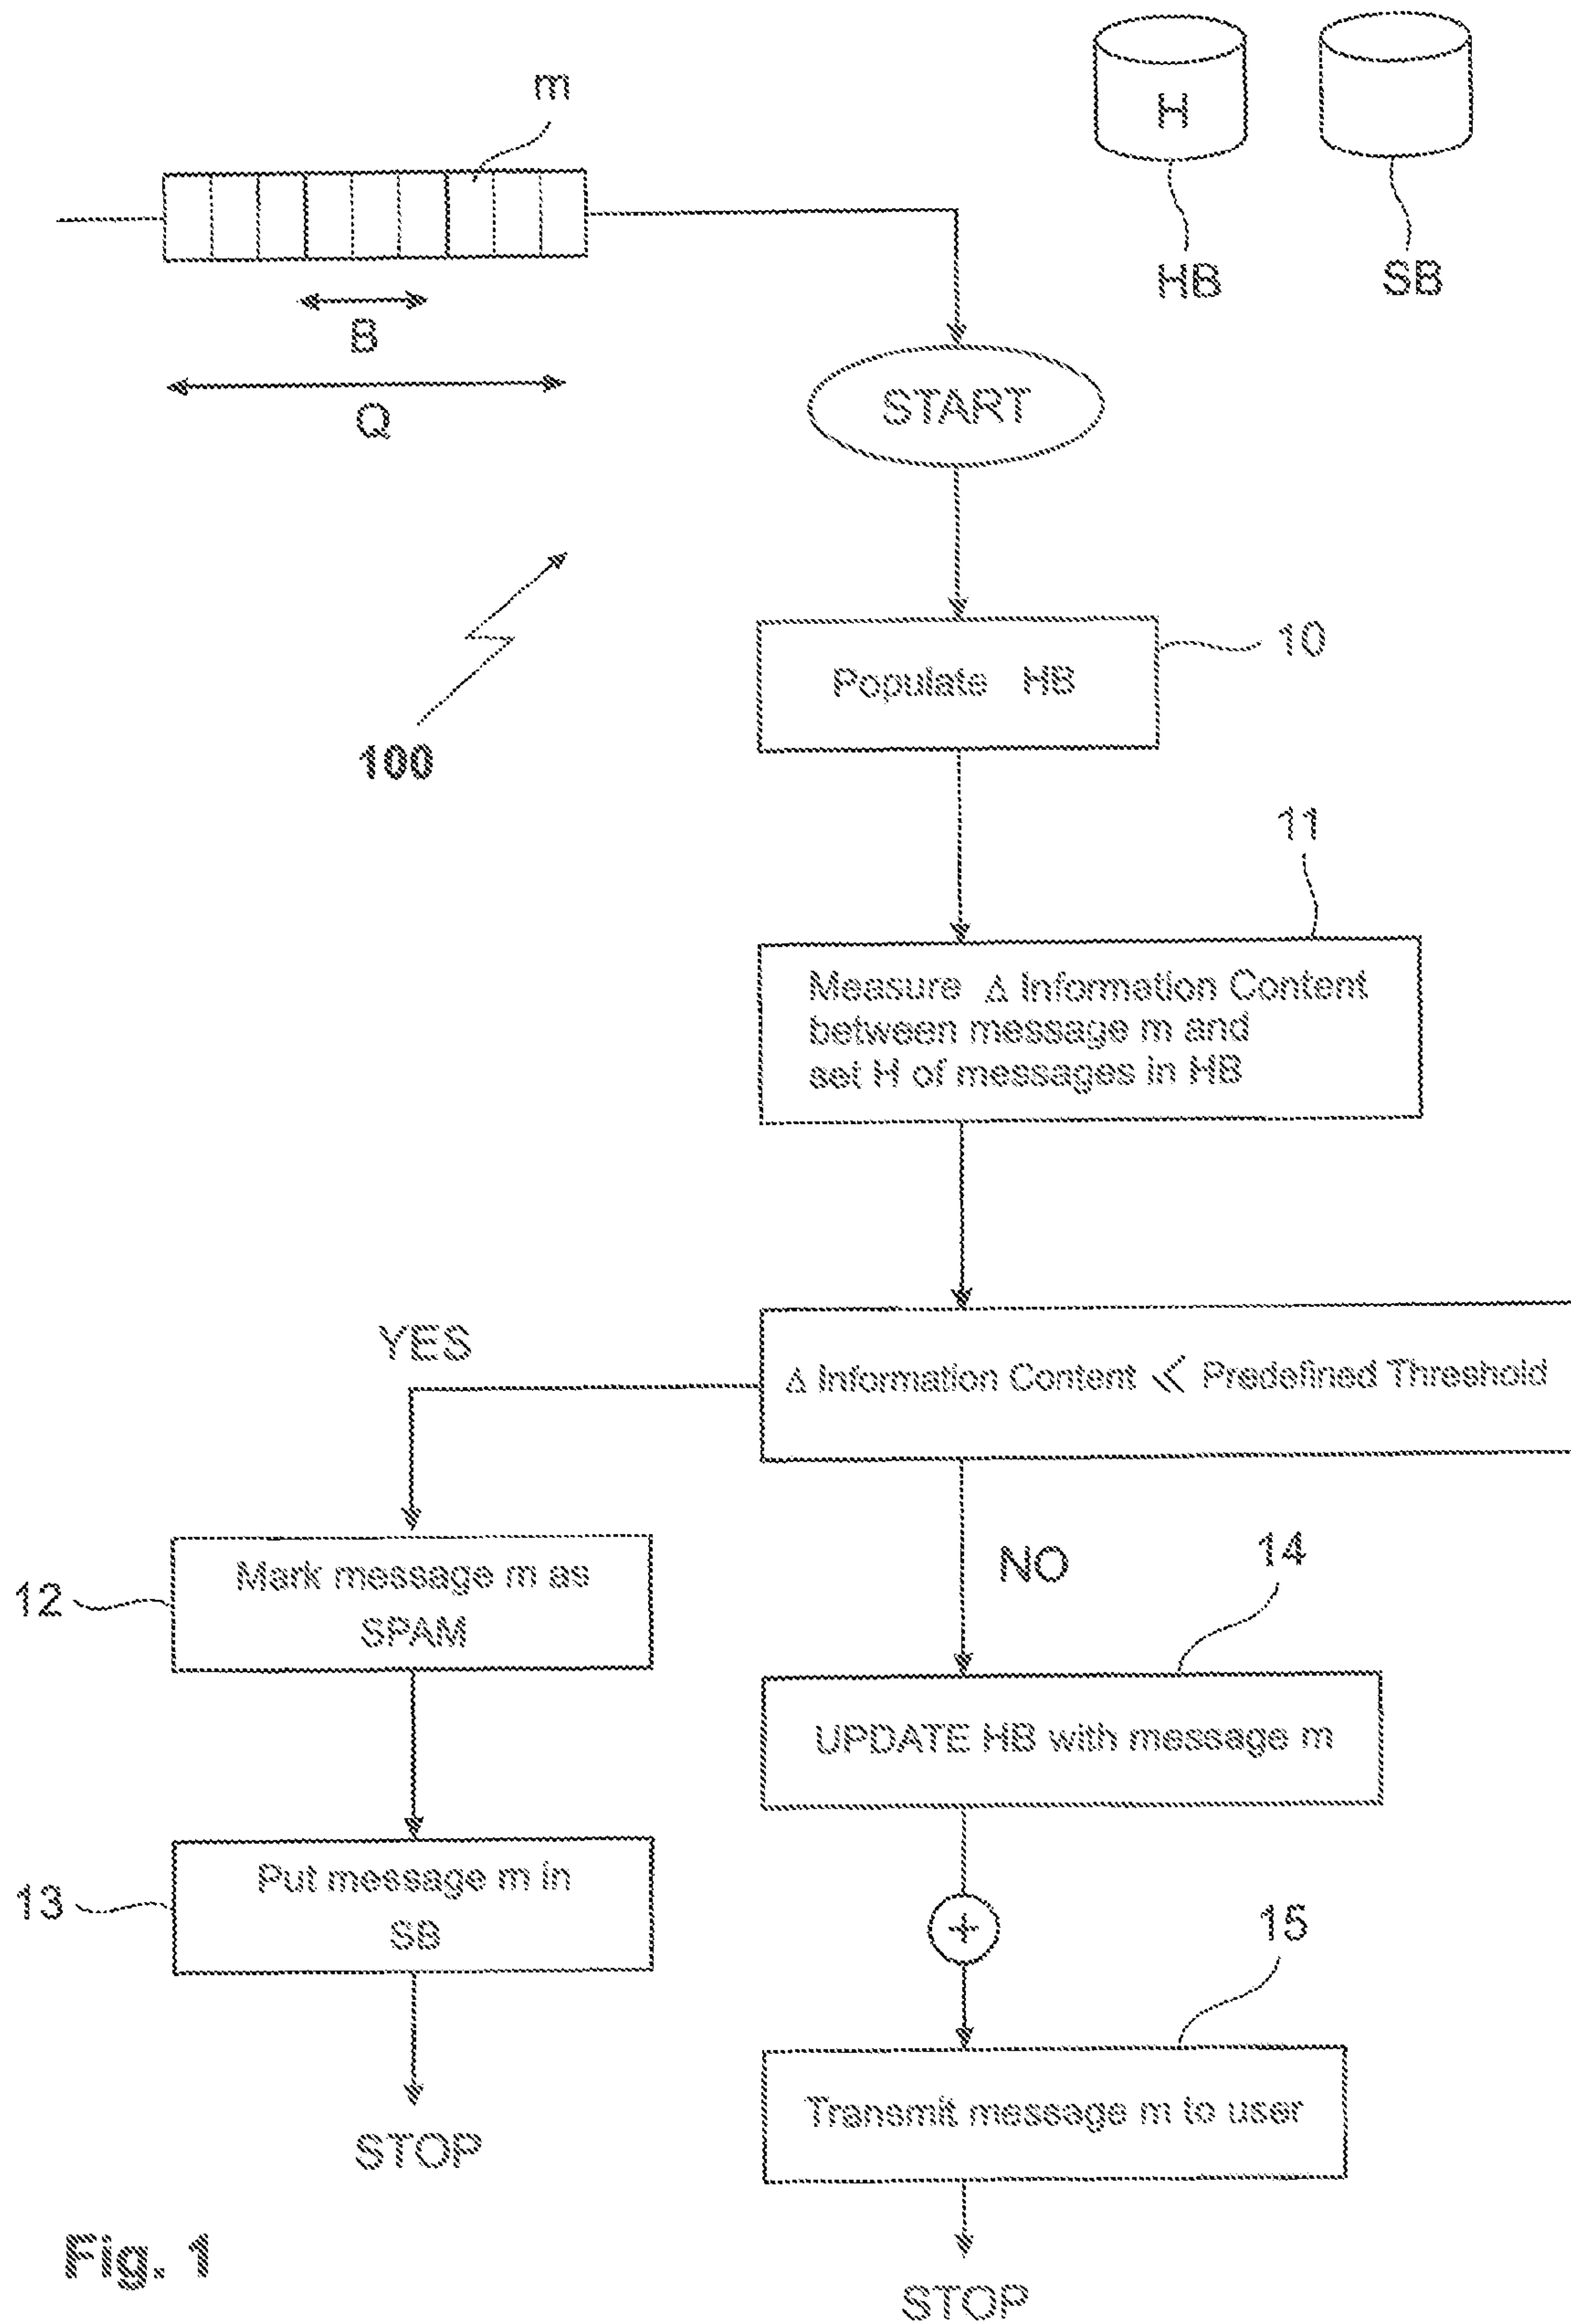 m
H
HB
SB
B
Q
START
100
Populate HB
10
11
Measure Δ Information Content
between message m and
set H of messages in HB
YES
Δ Information Content < Predefined Threshold
NO
12
Mark message m as
SPAM
14
UPDATE HB with message m
13
Put message m in
SB
+
15
Transmit message m to user
STOP
STOP
Fig. 1